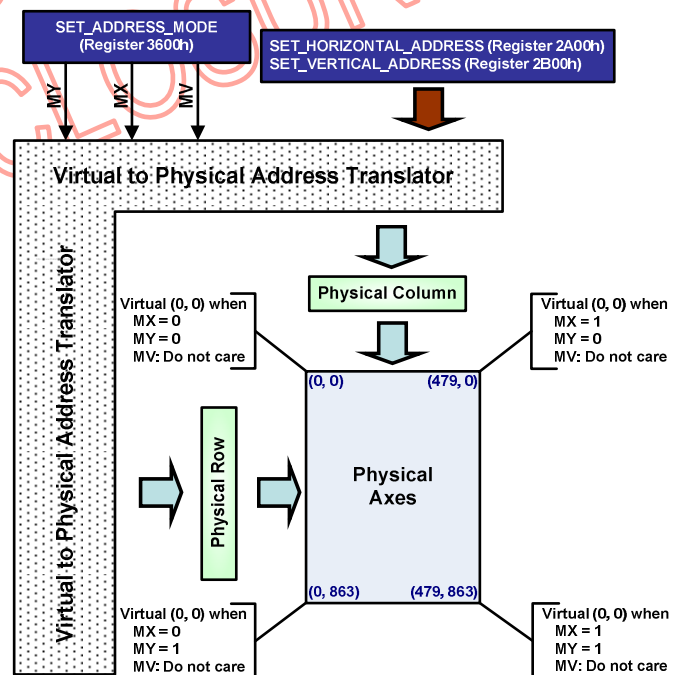 SET_ADDRESS_MODE
(Register 3600h)
SET_HORIZONTAL_ADDRESS (Register 2A00h)
SET_VERTICAL_ADDRESS (Register 2B00h)
MY
MX
MV
Virtual to Physical Address Translator
Virtual to Physical Address Translator
Physical Column
Virtual (0, 0) when
MX = 0
MY = 0
MV: Do not care
Virtual (0, 0) when
MX = 1
MY = 0
MV: Do not care
(0, 0)
(479, 0)
Physical Row
Physical
Axes
(0, 863)
(479, 863)
Virtual (0, 0) when
MX = 0
MY = 1
MV: Do not care
Virtual (0, 0) when
MX = 1
MY = 1
MV: Do not care